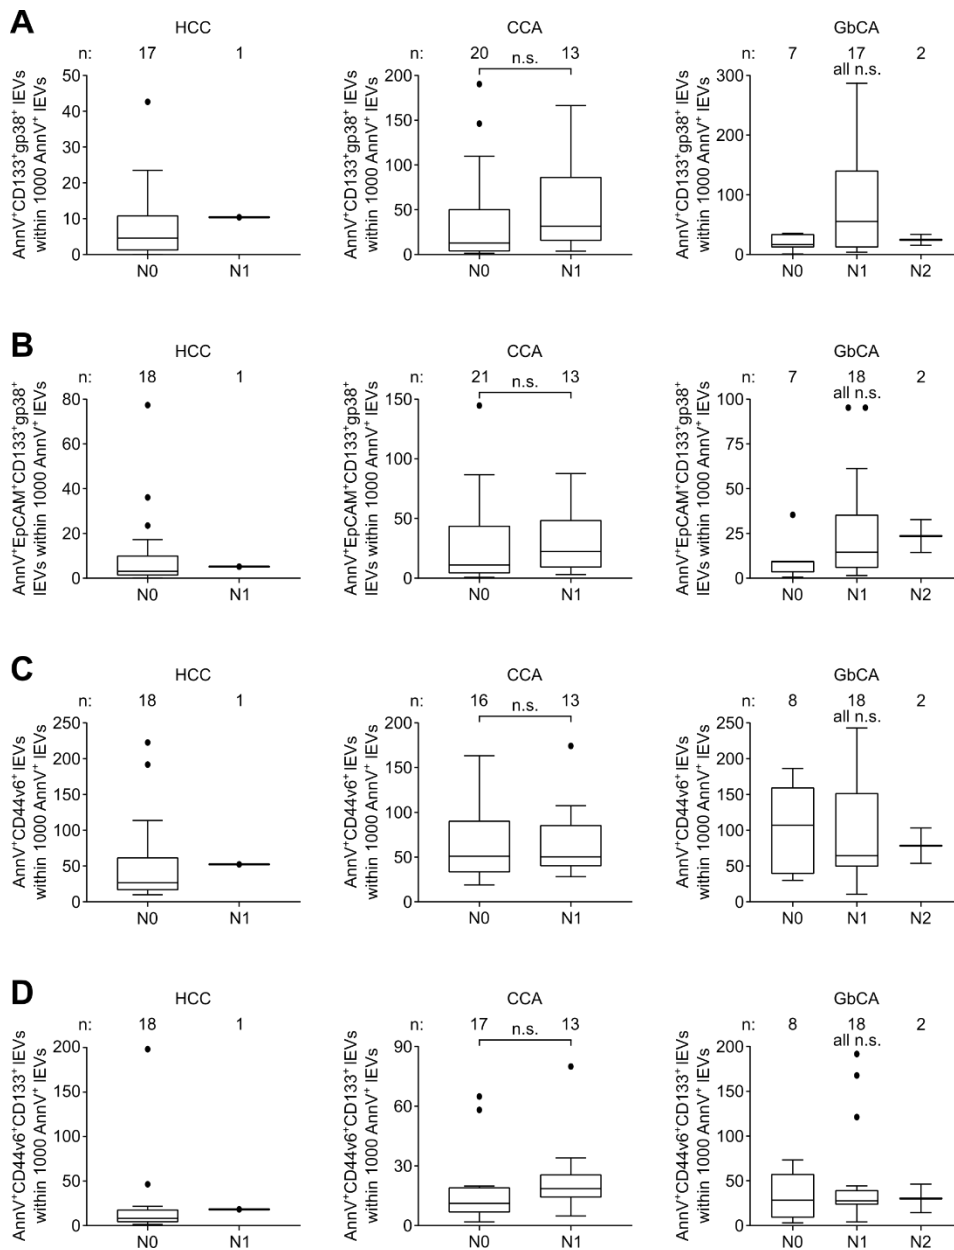 A
HCC
CCA
GbCA
n: 17 1
n: 20 13
n: 7 17 2
n.s.
all n.s.
AnnV⁺CD133⁺gp38⁺ lEVs
within 1000 AnnV⁺ lEVs
50
40
30
20
10
0
N0 N1
AnnV⁺CD133⁺gp38⁺ lEVs
within 1000 AnnV⁺ lEVs
200
150
100
50
0
N0 N1
AnnV⁺CD133⁺gp38⁺ lEVs
within 1000 AnnV⁺ lEVs
300
200
100
0
N0 N1 N2
B
HCC
CCA
GbCA
n: 18 1
n: 21 13
n: 7 18 2
n.s.
all n.s.
AnnV⁺EpCAM⁺CD133⁺gp38⁺
lEVs within 1000 AnnV⁺ lEVs
80
60
40
20
0
N0 N1
AnnV⁺EpCAM⁺CD133⁺gp38⁺
lEVs within 1000 AnnV⁺ lEVs
150
100
50
0
N0 N1
AnnV⁺EpCAM⁺CD133⁺gp38⁺
lEVs within 1000 AnnV⁺ lEVs
100
75
50
25
0
N0 N1 N2
C
HCC
CCA
GbCA
n: 18 1
n: 16 13
n: 8 18 2
n.s.
all n.s.
AnnV⁺CD44v6⁺ lEVs
within 1000 AnnV⁺ lEVs
250
200
150
100
50
0
N0 N1
AnnV⁺CD44v6⁺ lEVs
within 1000 AnnV⁺ lEVs
200
150
100
50
0
N0 N1
AnnV⁺CD44v6⁺ lEVs
within 1000 AnnV⁺ lEVs
250
200
150
100
50
0
N0 N1 N2
D
HCC
CCA
GbCA
n: 18 1
n: 17 13
n: 8 18 2
n.s.
all n.s.
AnnV⁺CD44v6⁺CD133⁺ lEVs
within 1000 AnnV⁺ lEVs
200
150
100
50
0
N0 N1
AnnV⁺CD44v6⁺CD133⁺ lEVs
within 1000 AnnV⁺ lEVs
90
60
30
0
N0 N1
AnnV⁺CD44v6⁺CD133⁺ lEVs
within 1000 AnnV⁺ lEVs
200
150
100
50
0
N0 N1 N2